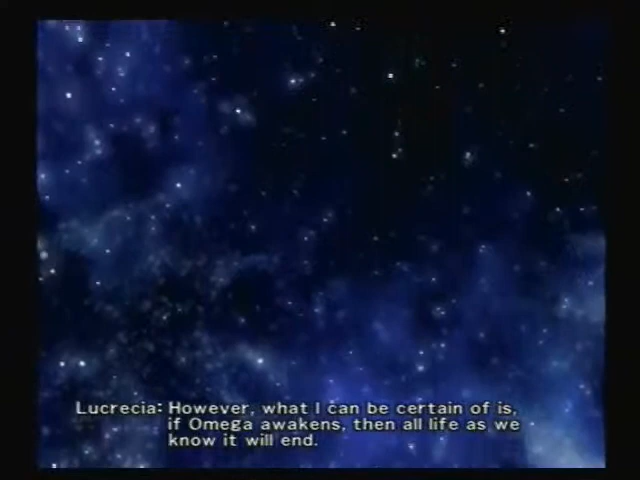 Lucrecia: However, what I can be certain of is,
if Omega awakens, then all life as we
know it will end.